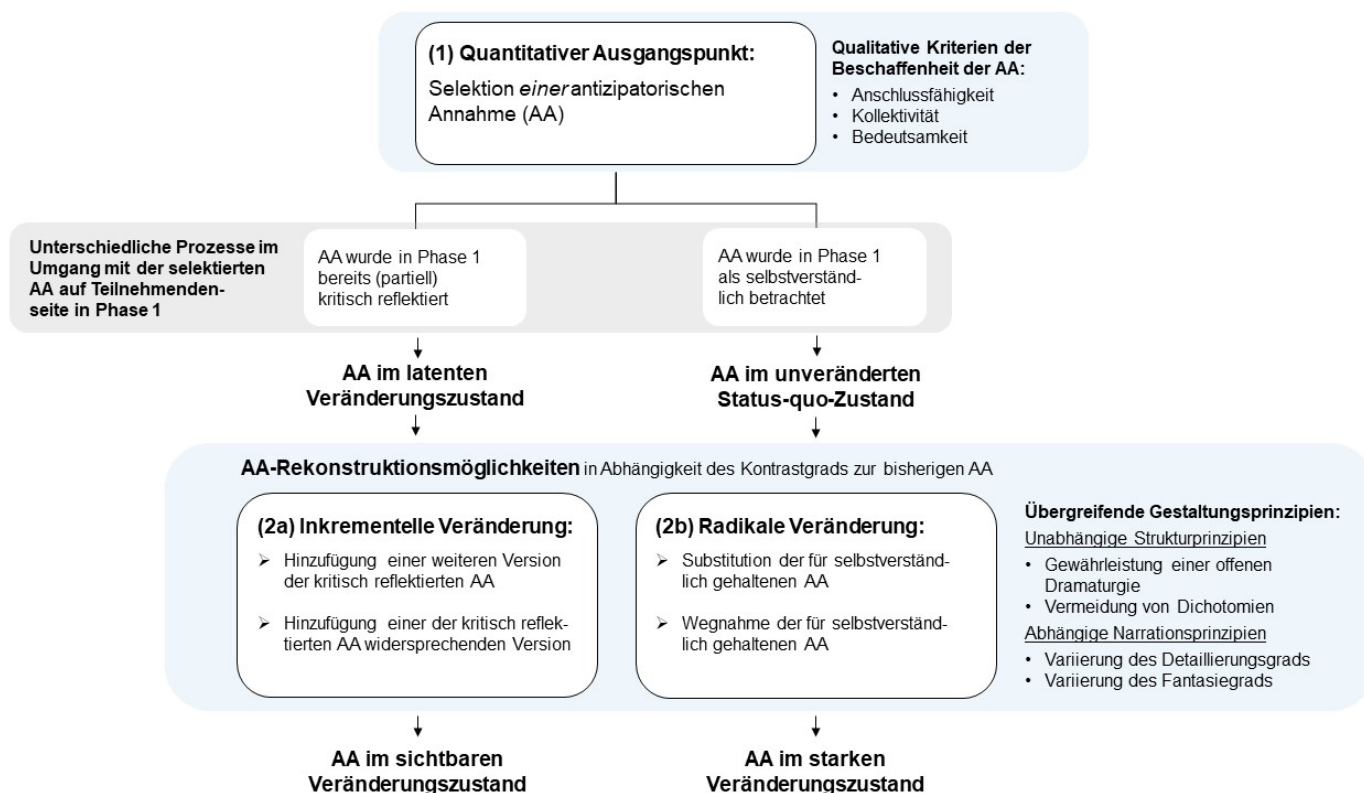 (1) Quantitativer Ausgangspunkt:
Selektion einer antizipatorischen
Annahme (AA)
Qualitative Kriterien der
Beschaffenheit der AA:
• Anschlussfähigkeit
• Kollektivität
• Bedeutsamkeit
Unterschiedliche Prozesse im
Umgang mit der selektierten
AA auf Teilnehmenden-
seite in Phase 1
AA wurde in Phase 1
bereits (partiell)
kritisch reflektiert
AA wurde in Phase 1
als selbstverständ-
lich betrachtet
AA im latenten
Veränderungszustand
AA im unveränderten
Status-quo-Zustand
AA-Rekonstruktionsmöglichkeiten in Abhängigkeit des Kontrastgrads zur bisherigen AA
(2a) Inkrementelle Veränderung:
➢ Hinzufügung einer weiteren Version
der kritisch reflektierten AA
➢ Hinzufügung einer der kritisch reflek-
tierten AA widersprechenden Version
(2b) Radikale Veränderung:
➢ Substitution der für selbstverständ-
lich gehaltenen AA
➢ Wegnahme der für selbstverständ-
lich gehaltenen AA
Übergreifende Gestaltungsprinzipien:
Unabhängige Strukturprinzipien
• Gewährleistung einer offenen
Dramaturgie
• Vermeidung von Dichotomien
Abhängige Narrationsprinzipien
• Variierung des Detaillierungsgrads
• Variierung des Fantasiegrads
AA im sichtbaren
Veränderungszustand
AA im starken
Veränderungszustand